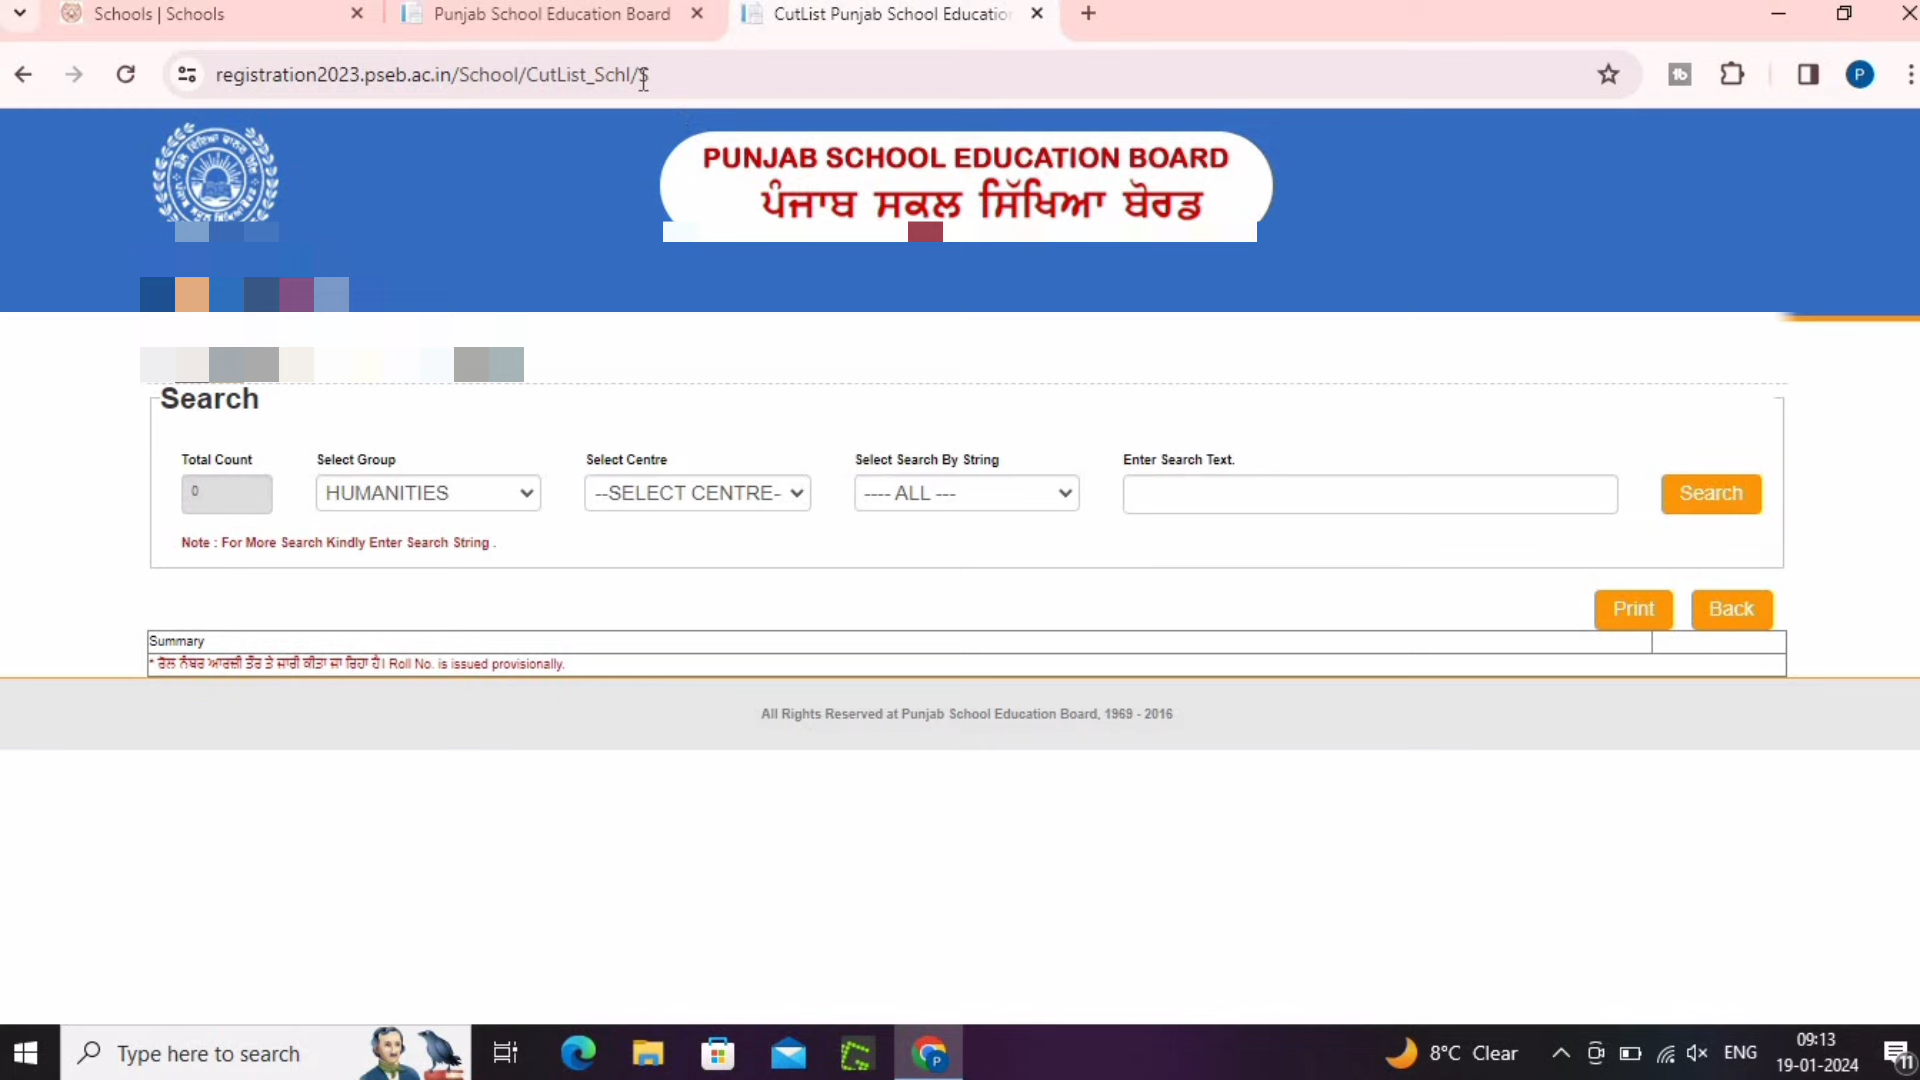 Schools | Schools
Punjab School Education Board
CutList Punjab School Educatio
registration2023.pseb.ac.in/School/CutList_Schl/S
PUNJAB SCHOOL EDUCATION BOARD
ਪੰਜਾਬ ਸਕੂਲ ਸਿੱਖਿਆ ਬੋਰਡ
Search
Total Count
Select Group
Select Centre
Select Search By String
Enter Search Text.
0
HUMANITIES
--SELECT CENTRE-
---- ALL ---
Search
Note : For More Search Kindly Enter Search String .
Print
Back
Summary
* ਰੋਲ ਨੰਬਰ ਆਰਜ਼ੀ ਤੌਰ ਤੇ ਜਾਰੀ ਕੀਤਾ ਜਾ ਰਿਹਾ ਹੈ। Roll No. is issued provisionally.
All Rights Reserved at Punjab School Education Board, 1969 - 2016
Type here to search
8°C Clear
ENG
09:13
19-01-2024
11